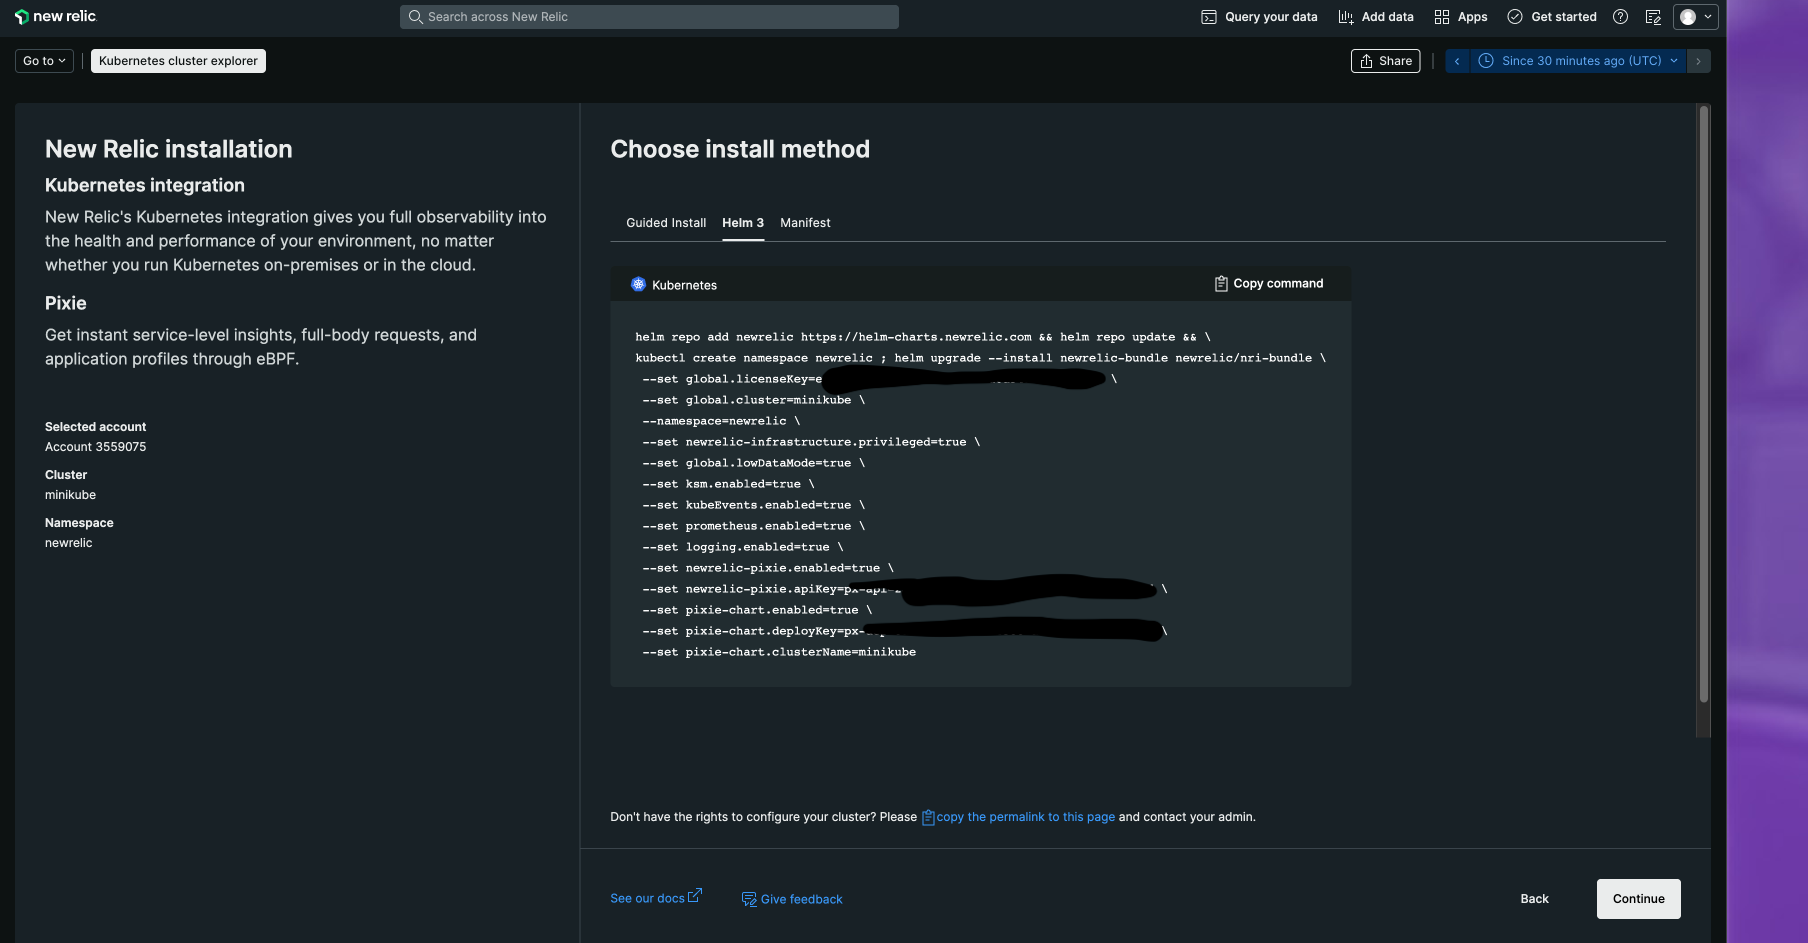 new relic
Search across New Relic
Query your data
Add data
Apps
Get started
Go to
Kubernetes cluster explorer
Share
Since 30 minutes ago (UTC)
New Relic installation
Kubernetes integration
New Relic's Kubernetes integration gives you full observability into
the health and performance of your environment, no matter
whether you run Kubernetes on-premises or in the cloud.
Pixie
Get instant service-level insights, full-body requests, and
application profiles through eBPF.
Selected account
Account 3559075
Cluster
minikube
Namespace
newrelic
Choose install method
Guided Install
Helm 3
Manifest
Kubernetes
Copy command
helm repo add newrelic https://helm-charts.newrelic.com && helm repo update && \
kubectl create namespace newrelic ; helm upgrade --install newrelic-bundle newrelic/nri-bundle \
--set global.licenseKey=e \
--set global.cluster=minikube \
--namespace=newrelic \
--set newrelic-infrastructure.privileged=true \
--set global.lowDataMode=true \
--set ksm.enabled=true \
--set kubeEvents.enabled=true \
--set prometheus.enabled=true \
--set logging.enabled=true \
--set newrelic-pixie.enabled=true \
--set newrelic-pixie.apiKey=px-api- \
--set pixie-chart.enabled=true \
--set pixie-chart.deployKey=px- \
--set pixie-chart.clusterName=minikube
Don't have the rights to configure your cluster? Please copy the permalink to this page and contact your admin.
See our docs
Give feedback
Back
Continue